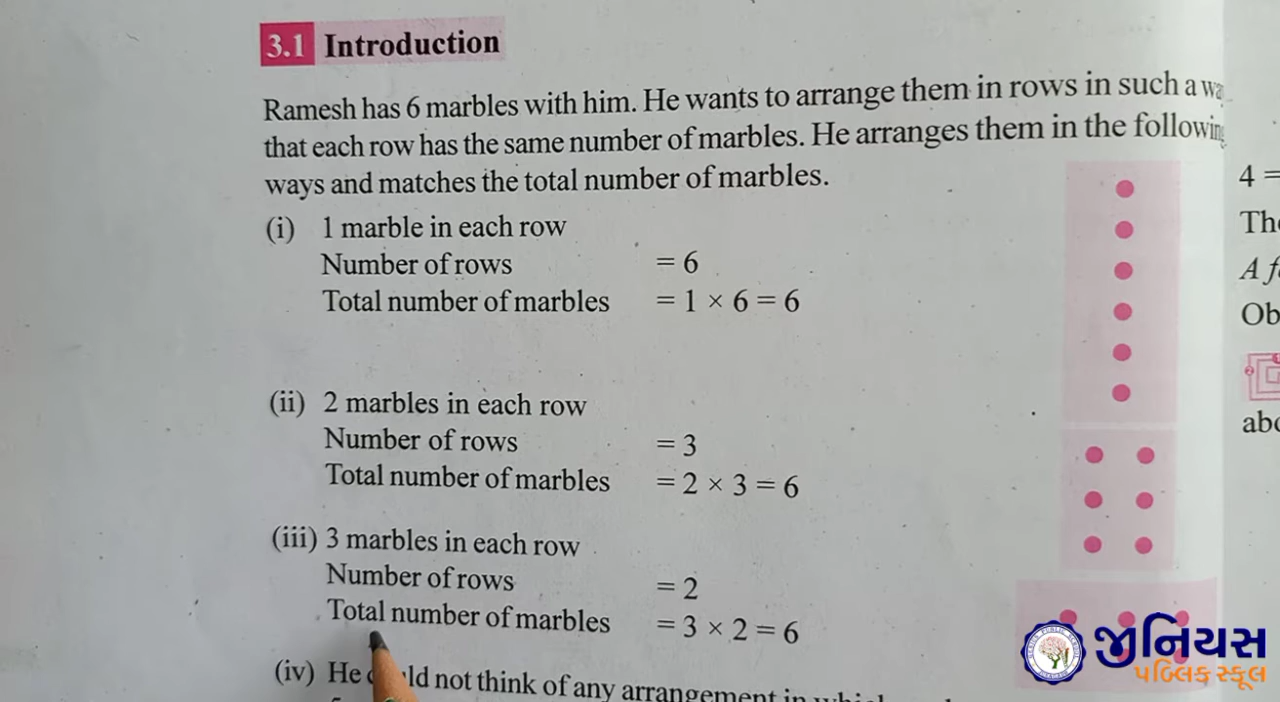 3.1 Introduction
Ramesh has 6 marbles with him. He wants to arrange them in rows in such a
that each row has the same number of marbles. He arranges them in the following
ways and matches the total number of marbles.
(i) 1 marble in each row
Number of rows = 6
Total number of marbles = 1 × 6 = 6
(ii) 2 marbles in each row
Number of rows = 3
Total number of marbles = 2 × 3 = 6
(iii) 3 marbles in each row
Number of rows = 2
Total number of marbles = 3 × 2 = 6
(iv) He not think of any arrangement in
4 =
A
જીનિયસ
પબ્લિક સ્કૂલ